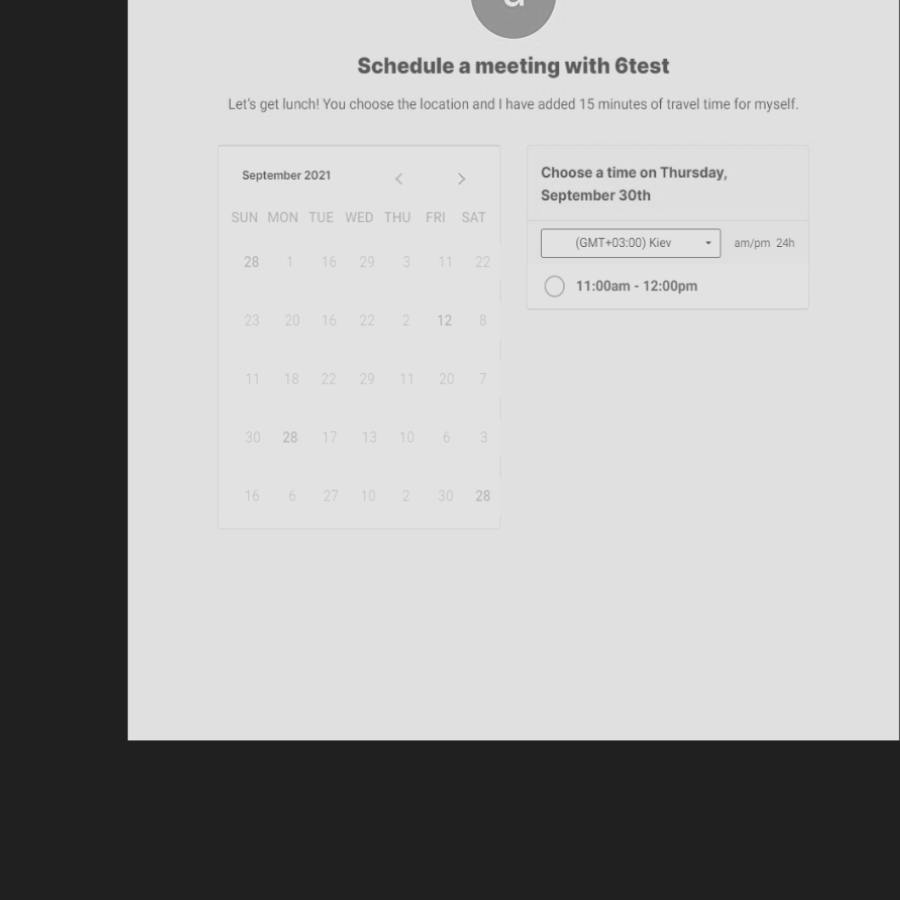 Schedule a meeting with 6test
Let's get lunch! You choose the location and I have added 15 minutes of travel time for myself.
September 2021
SUN MON TUE WED THU FRI SAT
28 1 16 29 3 11 22
23 20 16 22 2 12 8
11 18 22 29 11 20 7
30 28 17 13 10 6 3
16 6 27 10 2 30 28
Choose a time on Thursday,
September 30th
(GMT+03:00) Kiev am/pm 24h
11:00am - 12:00pm